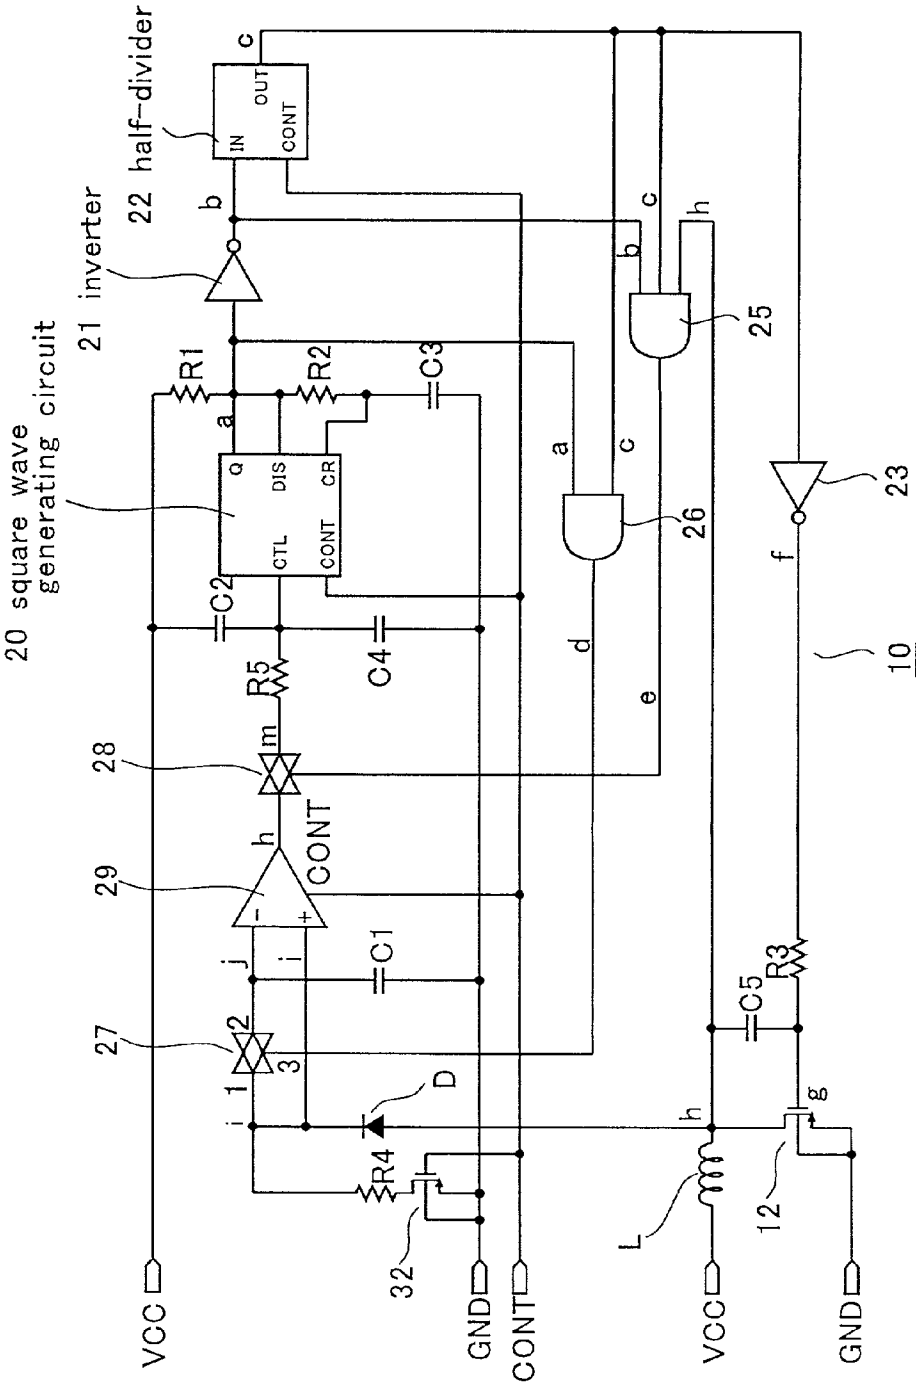 20 square wave
generating circuit
21 inverter
22 half-divider
c
OUT
IN
CONT
b
R1
a
Q
DIS
R2
CR
C3
CTL
CONT
C2
C4
R5
m
28
h
29
CONT
−
+
j
i
C1
27
2
1
3
i
D
R4
32
VCC
GND
CONT
a
c
26
d
b
c
h
25
e
23
f
10
R3
C5
g
h
12
L
VCC
GND